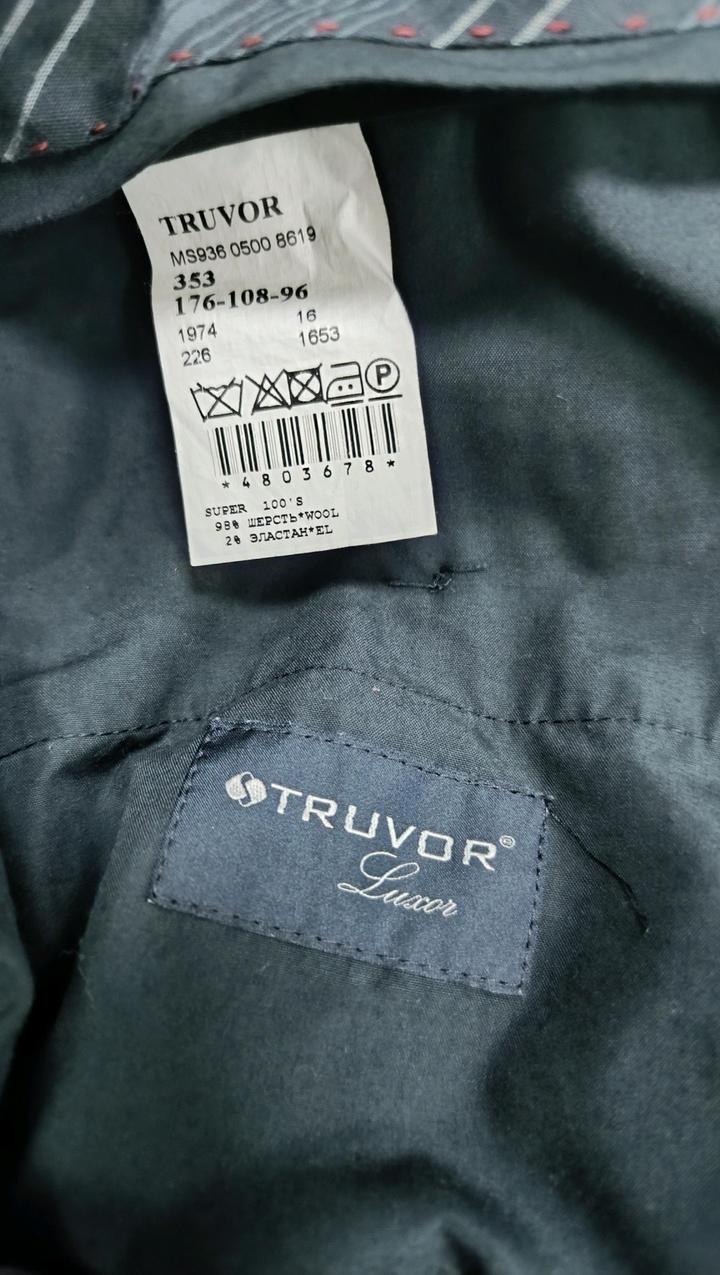 TRUVOR
MS936 0500 8619
353
176-108-96
1974 16
226 1653
P
*4803678*
SUPER 100'S
98% ШЕРСТЬ*WOOL
2% ЭЛАСТАН*EL
TRUVOR®
Luxor